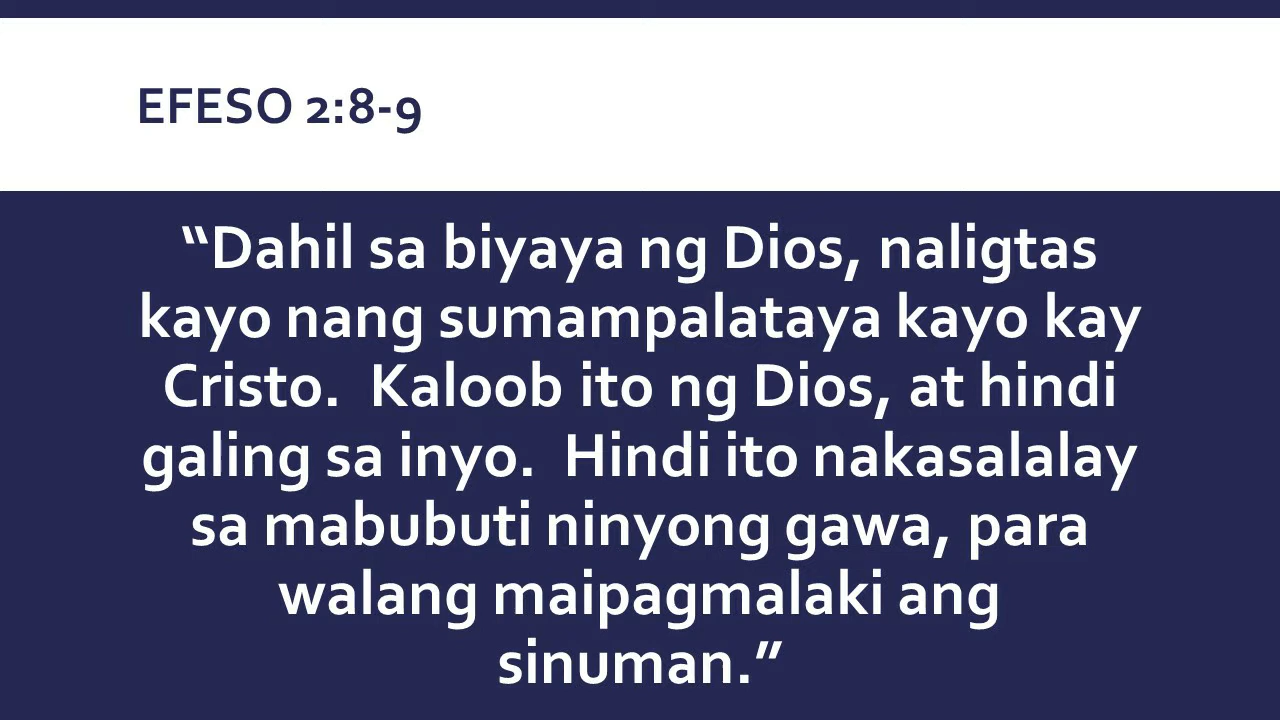 EFESO 2:8-9
“Dahil sa biyaya ng Dios, naligtas
kayo nang sumampalataya kayo kay
Cristo.  Kaloob ito ng Dios, at hindi
galing sa inyo.  Hindi ito nakasalalay
sa mabubuti ninyong gawa, para
walang maipagmalaki ang
sinuman.”